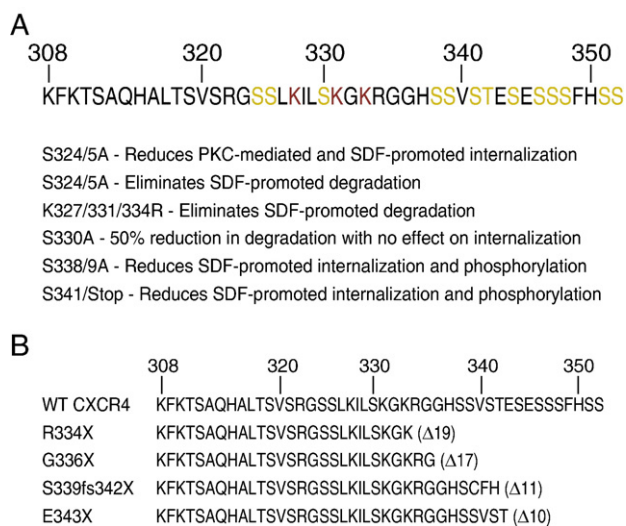 A
308 320 330 340 350
KFKTSAQHALTSVSRGSSLKILSKGKRGGHSSVSTESESSSFHSS
S324/5A - Reduces PKC-mediated and SDF-promoted internalization
S324/5A - Eliminates SDF-promoted degradation
K327/331/334R - Eliminates SDF-promoted degradation
S330A - 50% reduction in degradation with no effect on internalization
S338/9A - Reduces SDF-promoted internalization and phosphorylation
S341/Stop - Reduces SDF-promoted internalization and phosphorylation
B
308 320 330 340 350
WT CXCR4 KFKTSAQHALTSVSRGSSLKILSKGKRGGHSSVSTESESSSFHSS
R334X KFKTSAQHALTSVSRGSSLKILSKGK (Δ19)
G336X KFKTSAQHALTSVSRGSSLKILSKGKRG (Δ17)
S339fs342X KFKTSAQHALTSVSRGSSLKILSKGKRGGHSCFH (Δ11)
E343X KFKTSAQHALTSVSRGSSLKILSKGKRGGHSSVST (Δ10)